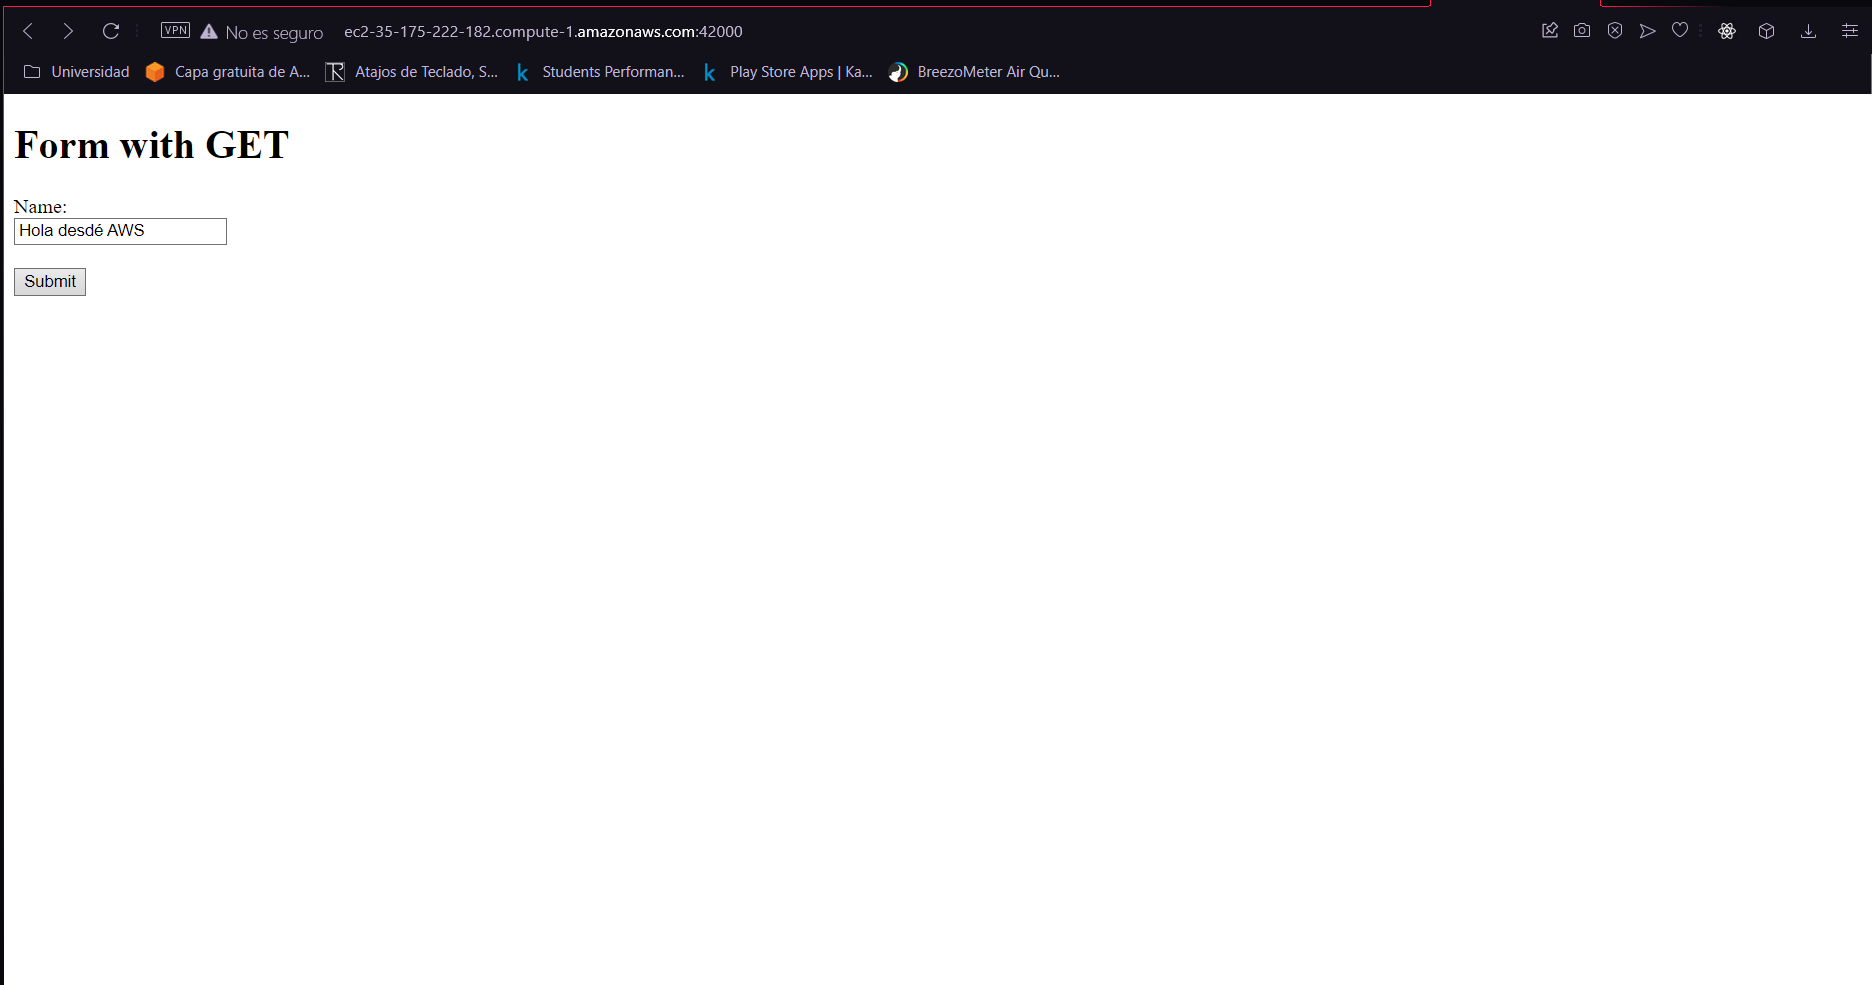 VPN No es seguro ec2-35-175-222-182.compute-1.amazonaws.com:42000
Universidad Capa gratuita de A... Atajos de Teclado, S... Students Performan... Play Store Apps | Ka... BreezoMeter Air Qu...
Form with GET
Name:
Hola desdé AWS
Submit